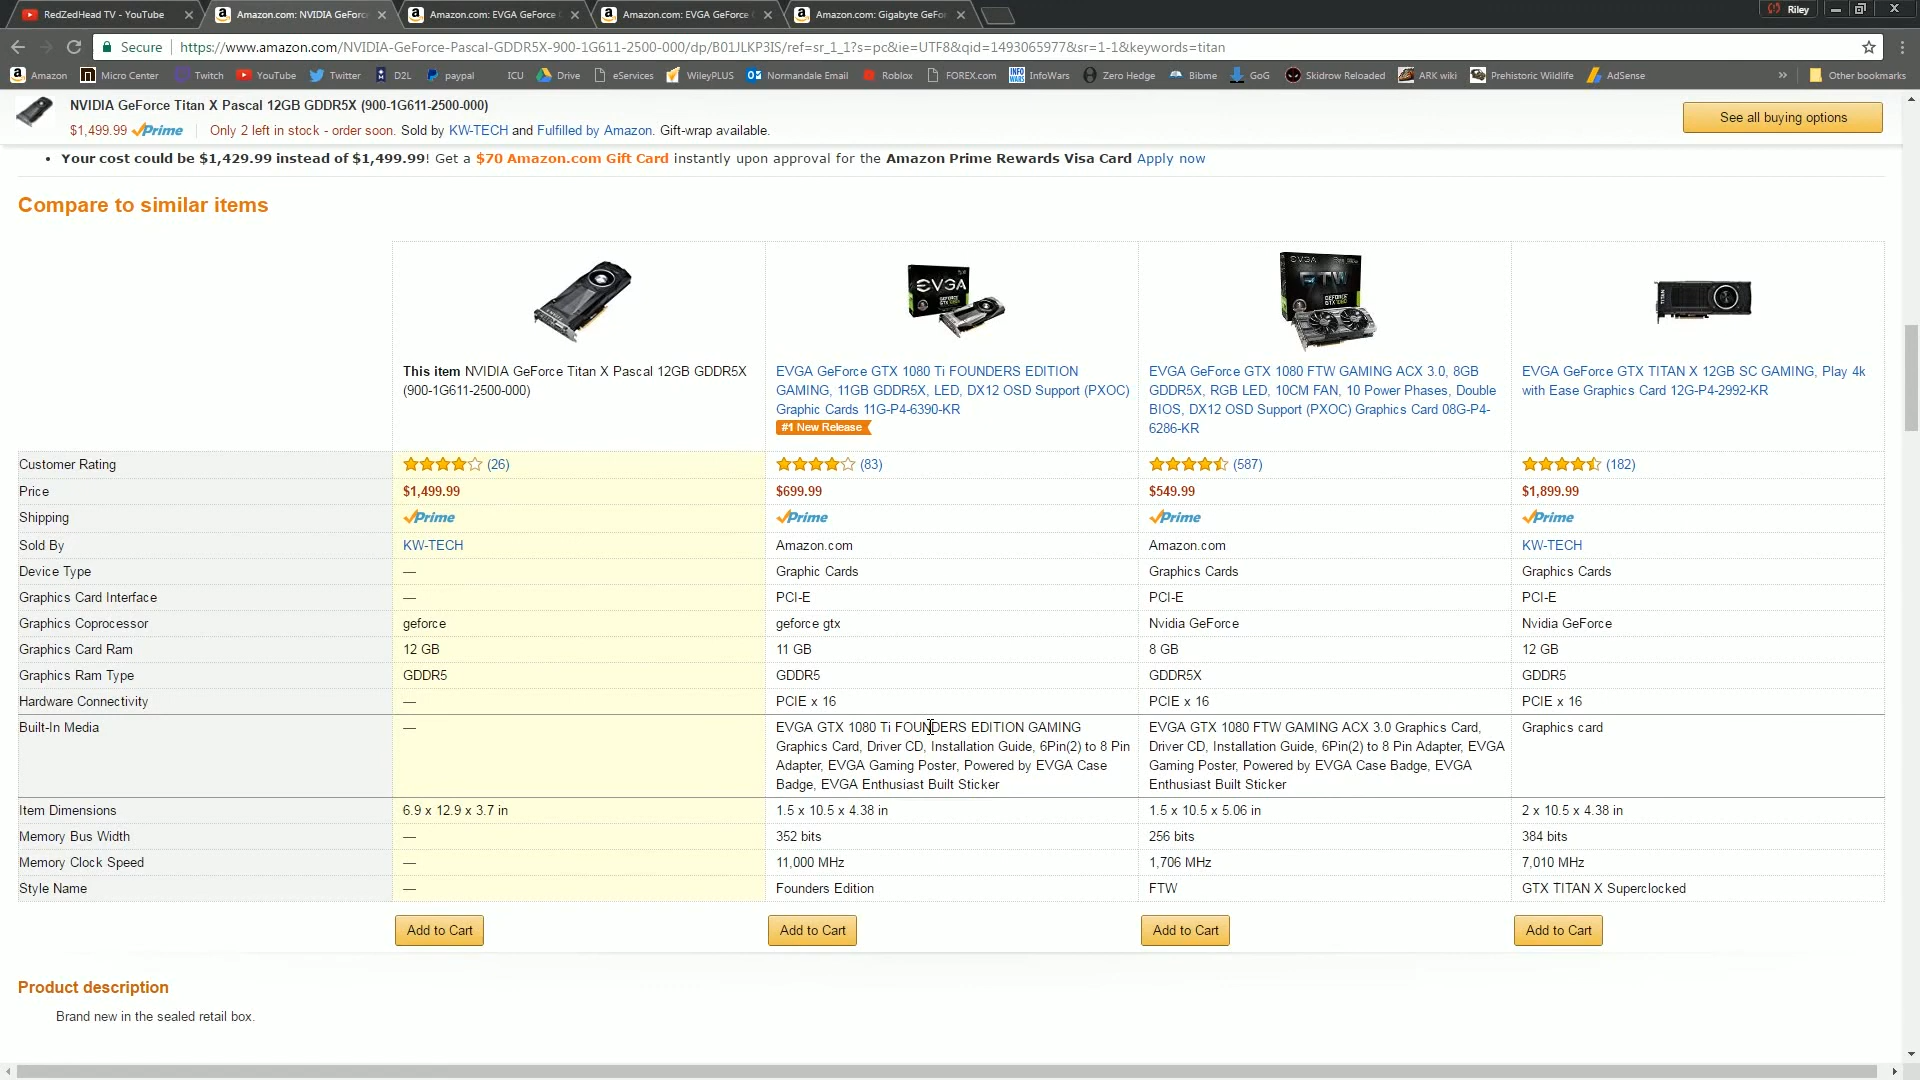 RedZedHead TV - YouTube
Amazon.com: NVIDIA GeForc
Amazon.com: EVGA GeForce
Amazon.com: EVGA GeForce
Amazon.com: Gigabyte GeFo
Riley
Secure
https://www.amazon.com/NVIDIA-GeForce-Pascal-GDDR5X-900-1G611-2500-000/dp/B01JLKP3IS/ref=sr_1_1?s=pc&ie=UTF8&qid=1493065977&sr=1-1&keywords=titan
Amazon Micro Center Twitch YouTube Twitter D2L paypal ICU Drive eServices WileyPLUS Normandale Email Roblox FOREX.com InfoWars Zero Hedge Bibme GoG Skidrow Reloaded ARK wiki Prehistoric Wildlife AdSense » Other bookmarks
NVIDIA GeForce Titan X Pascal 12GB GDDR5X (900-1G611-2500-000)
$1,499.99 Prime Only 2 left in stock - order soon. Sold by KW-TECH and Fulfilled by Amazon. Gift-wrap available.
See all buying options
• Your cost could be $1,429.99 instead of $1,499.99! Get a $70 Amazon.com Gift Card instantly upon approval for the Amazon Prime Rewards Visa Card Apply now
Compare to similar items
EVGA
EVGA
FTW
This item NVIDIA GeForce Titan X Pascal 12GB GDDR5X
(900-1G611-2500-000)
EVGA GeForce GTX 1080 Ti FOUNDERS EDITION
GAMING, 11GB GDDR5X, LED, DX12 OSD Support (PXOC)
Graphic Cards 11G-P4-6390-KR
#1 New Release
EVGA GeForce GTX 1080 FTW GAMING ACX 3.0, 8GB
GDDR5X, RGB LED, 10CM FAN, 10 Power Phases, Double
BIOS, DX12 OSD Support (PXOC) Graphics Card 08G-P4-
6286-KR
EVGA GeForce GTX TITAN X 12GB SC GAMING, Play 4k
with Ease Graphics Card 12G-P4-2992-KR
Customer Rating (26) (83) (587) (182)
Price $1,499.99 $699.99 $549.99 $1,899.99
Shipping Prime Prime Prime Prime
Sold By KW-TECH Amazon.com Amazon.com KW-TECH
Device Type — Graphic Cards Graphics Cards Graphics Cards
Graphics Card Interface — PCI-E PCI-E PCI-E
Graphics Coprocessor geforce geforce gtx Nvidia GeForce Nvidia GeForce
Graphics Card Ram 12 GB 11 GB 8 GB 12 GB
Graphics Ram Type GDDR5 GDDR5 GDDR5X GDDR5
Hardware Connectivity — PCIE x 16 PCIE x 16 PCIE x 16
Built-In Media —
EVGA GTX 1080 Ti FOUNDERS EDITION GAMING
Graphics Card, Driver CD, Installation Guide, 6Pin(2) to 8 Pin
Adapter, EVGA Gaming Poster, Powered by EVGA Case
Badge, EVGA Enthusiast Built Sticker
EVGA GTX 1080 FTW GAMING ACX 3.0 Graphics Card,
Driver CD, Installation Guide, 6Pin(2) to 8 Pin Adapter, EVGA
Gaming Poster, Powered by EVGA Case Badge, EVGA
Enthusiast Built Sticker
Graphics card
Item Dimensions 6.9 x 12.9 x 3.7 in 1.5 x 10.5 x 4.38 in 1.5 x 10.5 x 5.06 in 2 x 10.5 x 4.38 in
Memory Bus Width — 352 bits 256 bits 384 bits
Memory Clock Speed — 11,000 MHz 1,706 MHz 7,010 MHz
Style Name — Founders Edition FTW GTX TITAN X Superclocked
Add to Cart Add to Cart Add to Cart Add to Cart
Product description
Brand new in the sealed retail box.